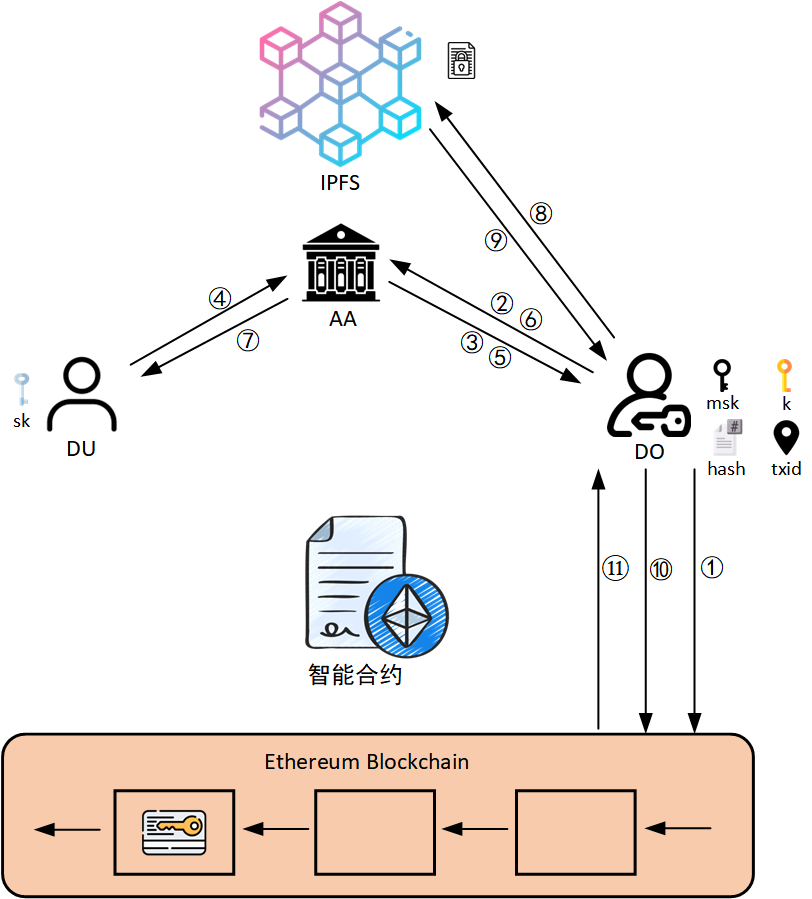 IPFS
⑧
⑨
AA
④
⑦
②
⑥
③
⑤
sk
DU
msk
k
DO
hash
txid
⑪
⑩
①
智能合约
Ethereum Blockchain
#